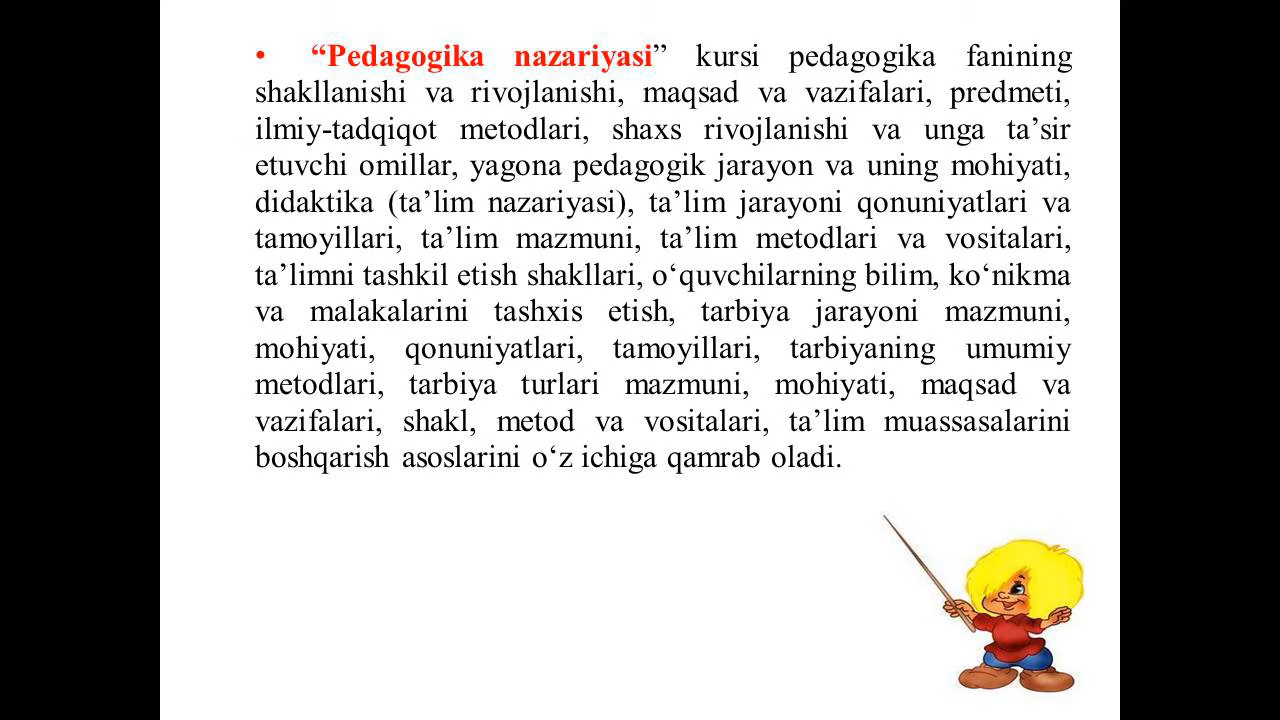 • “Pedagogika nazariyasi” kursi pedagogika fanining
shakllanishi va rivojlanishi, maqsad va vazifalari, predmeti,
ilmiy-tadqiqot metodlari, shaxs rivojlanishi va unga ta’sir
etuvchi omillar, yagona pedagogik jarayon va uning mohiyati,
didaktika (ta’lim nazariyasi), ta’lim jarayoni qonuniyatlari va
tamoyillari, ta’lim mazmuni, ta’lim metodlari va vositalari,
ta’limni tashkil etish shakllari, o‘quvchilarning bilim, ko‘nikma
va malakalarini tashxis etish, tarbiya jarayoni mazmuni,
mohiyati, qonuniyatlari, tamoyillari, tarbiyaning umumiy
metodlari, tarbiya turlari mazmuni, mohiyati, maqsad va
vazifalari, shakl, metod va vositalari, ta’lim muassasalarini
boshqarish asoslarini o‘z ichiga qamrab oladi.